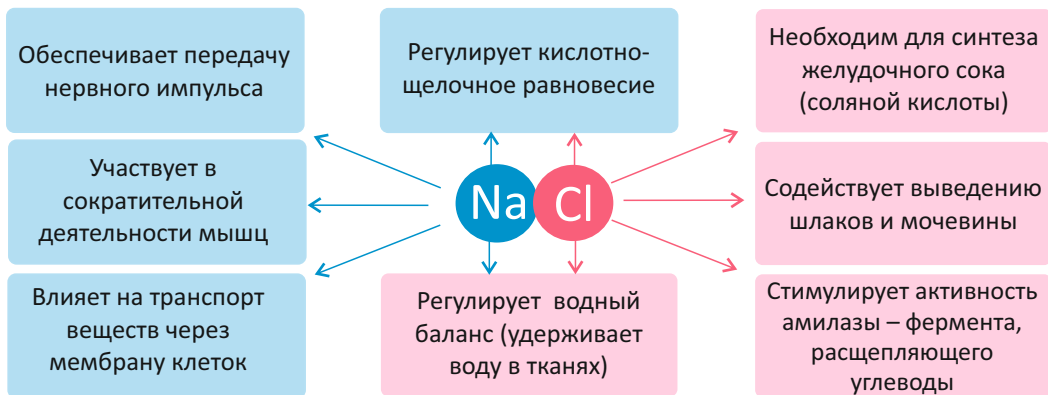 Обеспечивает передачу
нервного импульса
Регулирует кислотно-
щелочное равновесие
Необходим для синтеза
желудочного сока
(соляной кислоты)
Участвует в
сократительной
деятельности мышц
Na Cl
Содействует выведению
шлаков и мочевины
Влияет на транспорт
веществ через
мембрану клеток
Регулирует водный
баланс (удерживает
воду в тканях)
Стимулирует активность
амилазы – фермента,
расщепляющего
углеводы